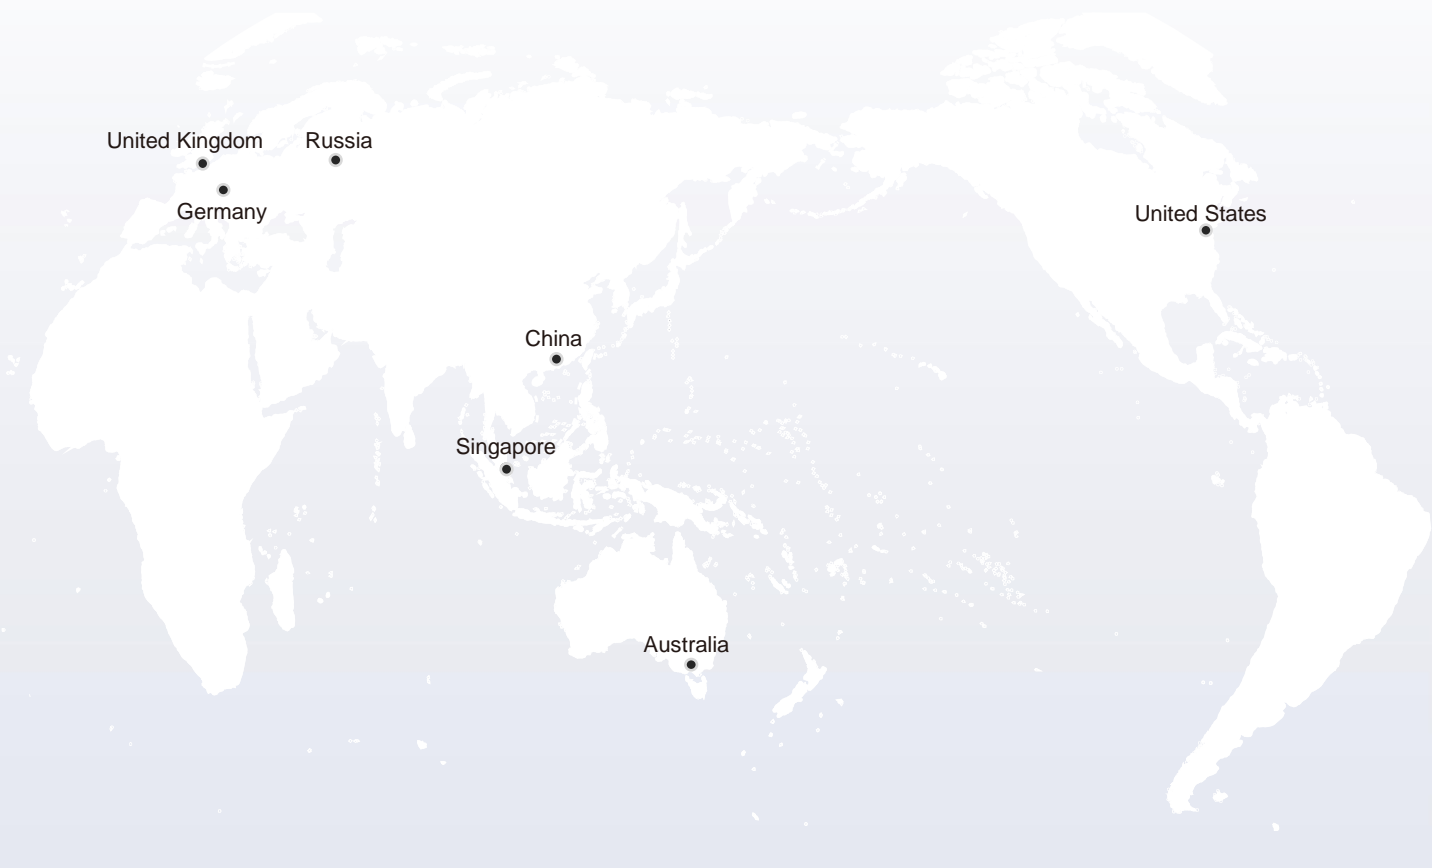 United Kingdom
Russia
Germany
United States
China
Singapore
Australia